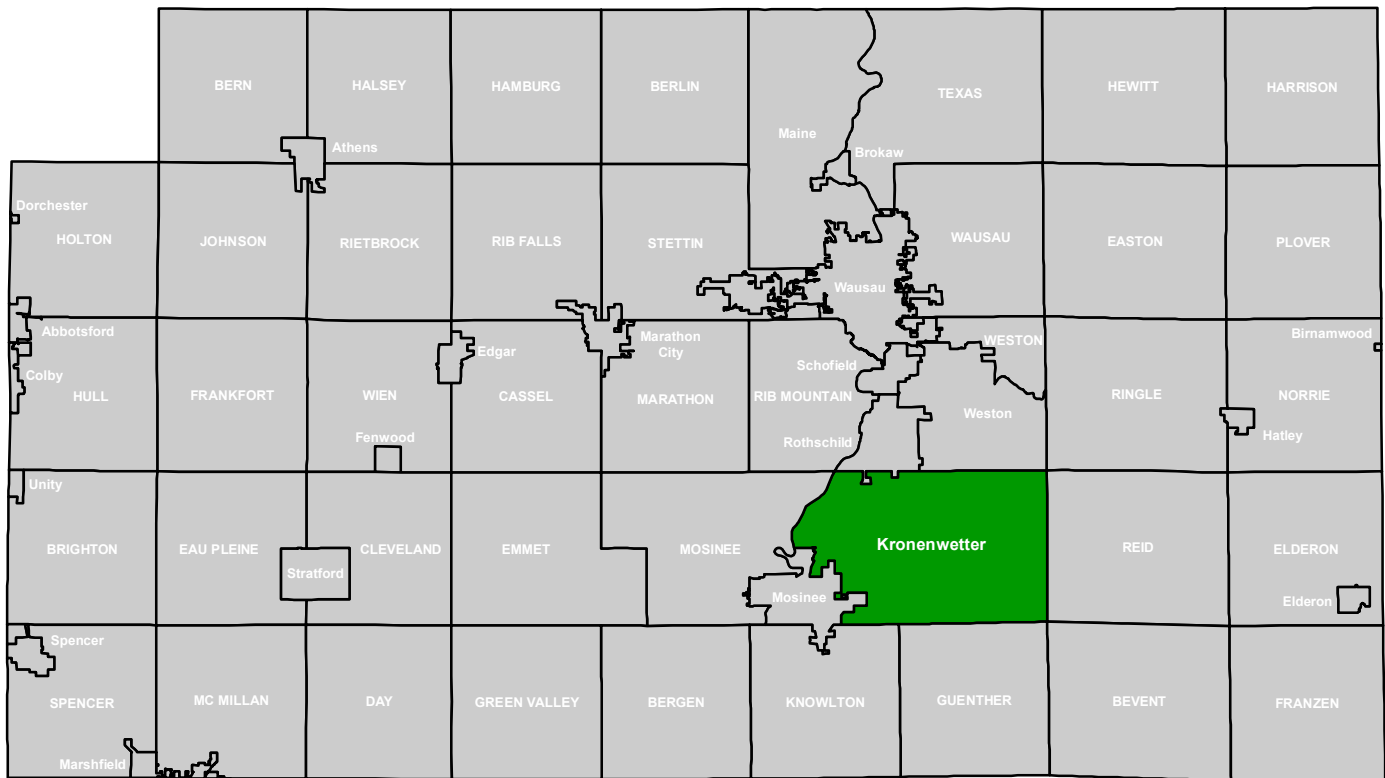 BERN
HALSEY
HAMBURG
BERLIN
TEXAS
HEWITT
HARRISON
Maine
Athens
Brokaw
Dorchester
HOLTON
JOHNSON
RIETBROCK
RIB FALLS
STETTIN
WAUSAU
EASTON
PLOVER
Wausau
Abbotsford
Marathon
City
Edgar
WESTON
Birnamwood
Colby
HULL
FRANKFORT
WIEN
CASSEL
MARATHON
Schofield
RIB MOUNTAIN
Weston
RINGLE
NORRIE
Fenwood
Rothschild
Hatley
Unity
BRIGHTON
EAU PLEINE
CLEVELAND
EMMET
MOSINEE
Kronenwetter
REID
ELDERON
Stratford
Mosinee
Elderon
Spencer
SPENCER
MC MILLAN
DAY
GREEN VALLEY
BERGEN
KNOWLTON
GUENTHER
BEVENT
FRANZEN
Marshfield